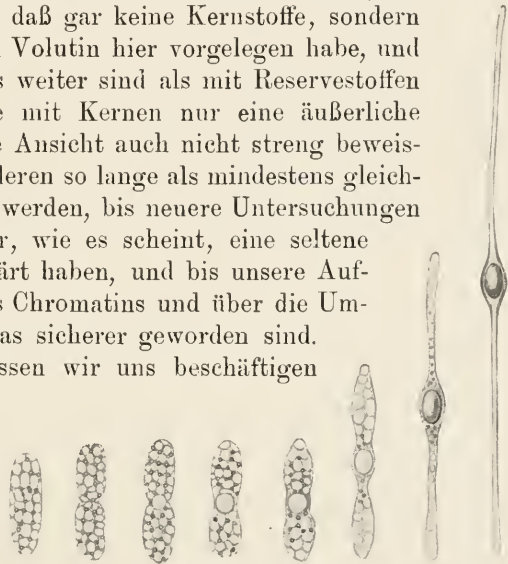 daß gar keine Kernstoffe, sondern
Volutin hier vorgelegen habe, und
weiter sind als mit Reservestoffen
mit Kernen nur eine äußerliche
Ansicht auch nicht streng beweis-
deren so lange als mindestens gleich-
werden, bis neuere Untersuchungen
wie es scheint, eine seltene
ärt haben, und bis unsere Auf-
s Chromatins und über die Um-
as sicherer geworden sind.
ssen wir uns beschäftigen